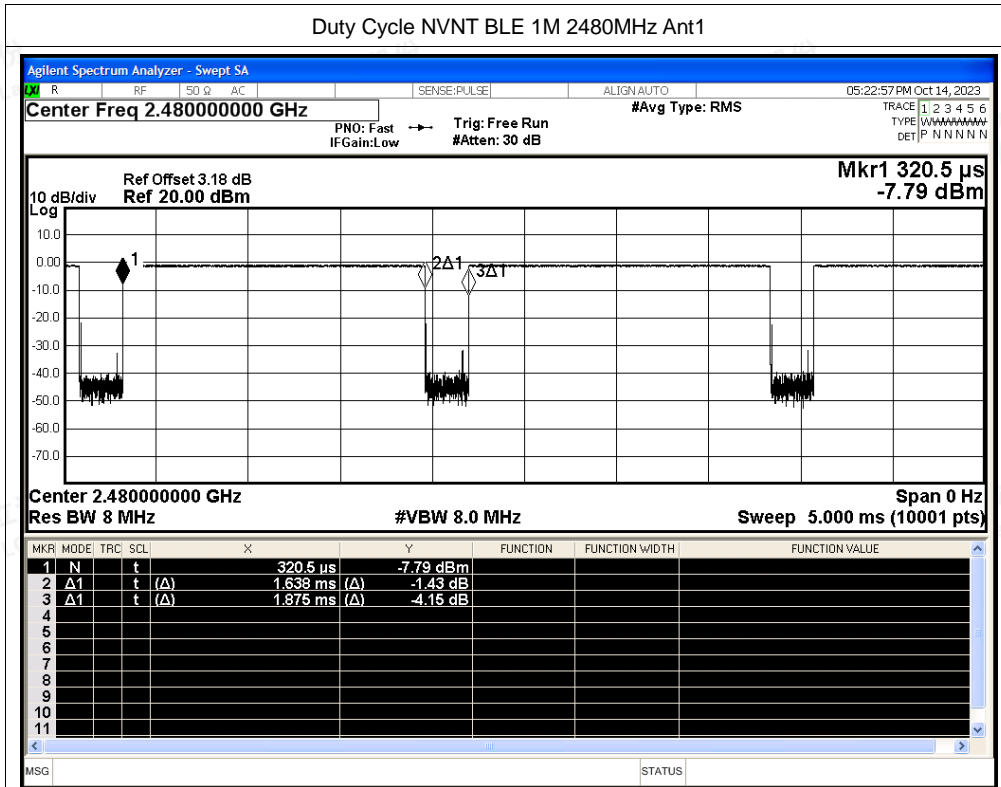 Duty Cycle NVNT BLE 1M 2480MHz Ant1
Agilent Spectrum Analyzer - Swept SA
LXI R RF 50 Ω AC SENSE:PULSE ALIGN AUTO 05:22:57 PM Oct 14, 2023
Center Freq 2.480000000 GHz #Avg Type: RMS TRACE 1 2 3 4 5 6
PNO: Fast Trig: Free Run TYPE WWWWWW
IFGain:Low #Atten: 30 dB DET P N N N N N
Mkr1 320.5 µs
Ref Offset 3.18 dB
10 dB/div Ref 20.00 dBm -7.79 dBm
Log
10.0
0.00
1 2Δ1 3Δ1
-10.0
-20.0
-30.0
-40.0
-50.0
-60.0
-70.0
Center 2.480000000 GHz Span 0 Hz
Res BW 8 MHz #VBW 8.0 MHz Sweep 5.000 ms (10001 pts)
MKR MODE TRC SCL X Y FUNCTION FUNCTION WIDTH FUNCTION VALUE
1 N t 320.5 µs -7.79 dBm
2 Δ1 t (Δ) 1.638 ms (Δ) -1.43 dB
3 Δ1 t (Δ) 1.875 ms (Δ) -4.15 dB
4
5
6
7
8
9
10
11
MSG STATUS